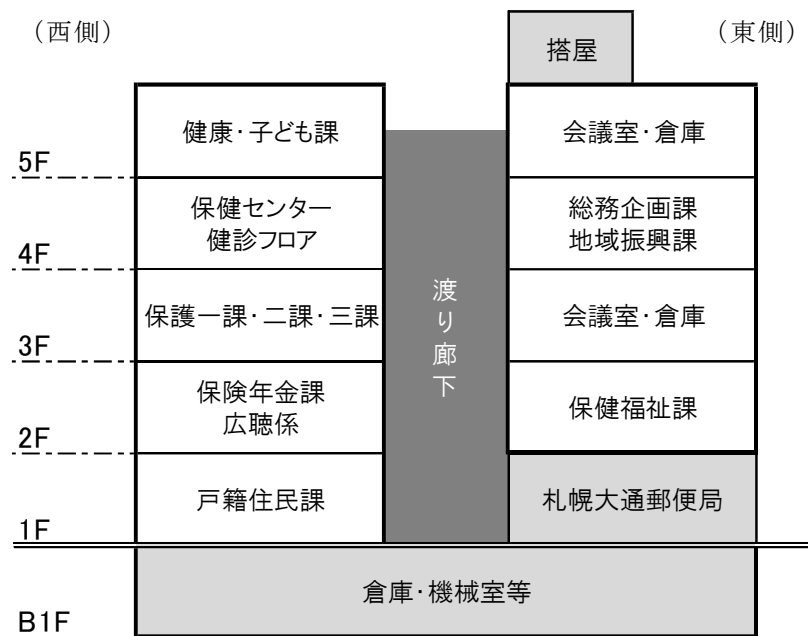 （西側）
（東側）
搭屋
健康・子ども課
会議室・倉庫
5F
保健センター
健診フロア
総務企画課
地域振興課
4F
保護一課・二課・三課
渡り廊下
会議室・倉庫
3F
保険年金課
広聴係
保健福祉課
2F
戸籍住民課
札幌大通郵便局
1F
倉庫・機械室等
B1F